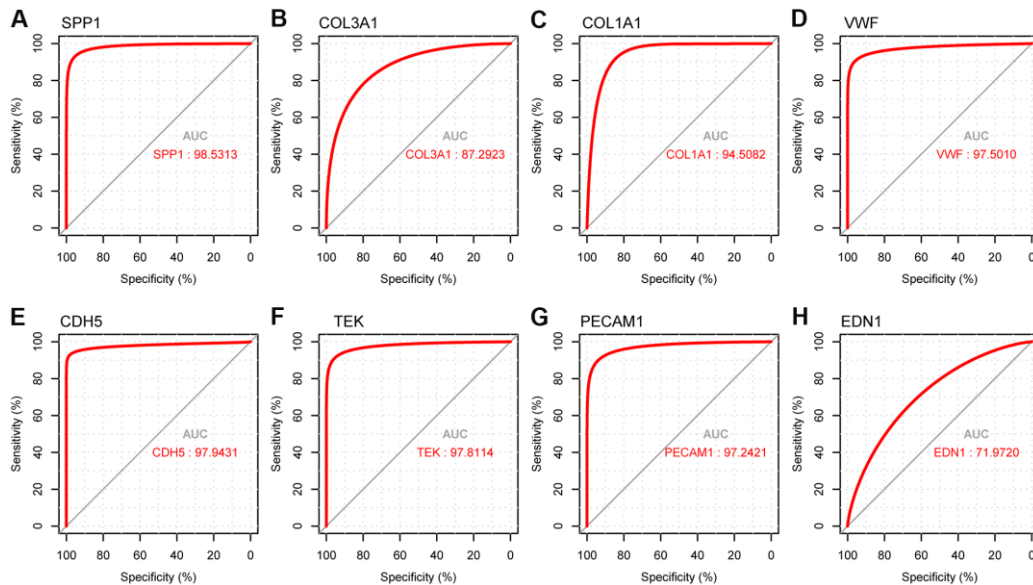 A SPP1
Sensitivity (%)
100
80
60
40
20
0
AUC
SPP1 : 98.5313
100 80 60 40 20 0
Specificity (%)
B COL3A1
Sensitivity (%)
100
80
60
40
20
0
AUC
COL3A1 : 87.2923
100 80 60 40 20 0
Specificity (%)
C COL1A1
Sensitivity (%)
100
80
60
40
20
0
AUC
COL1A1 : 94.5082
100 80 60 40 20 0
Specificity (%)
D VWF
Sensitivity (%)
100
80
60
40
20
0
AUC
VWF : 97.5010
100 80 60 40 20 0
Specificity (%)
E CDH5
Sensitivity (%)
100
80
60
40
20
0
AUC
CDH5 : 97.9431
100 80 60 40 20 0
Specificity (%)
F TEK
Sensitivity (%)
100
80
60
40
20
0
AUC
TEK : 97.8114
100 80 60 40 20 0
Specificity (%)
G PECAM1
Sensitivity (%)
100
80
60
40
20
0
AUC
PECAM1 : 97.2421
100 80 60 40 20 0
Specificity (%)
H EDN1
Sensitivity (%)
100
80
60
40
20
0
AUC
EDN1 : 71.9720
100 80 60 40 20 0
Specificity (%)